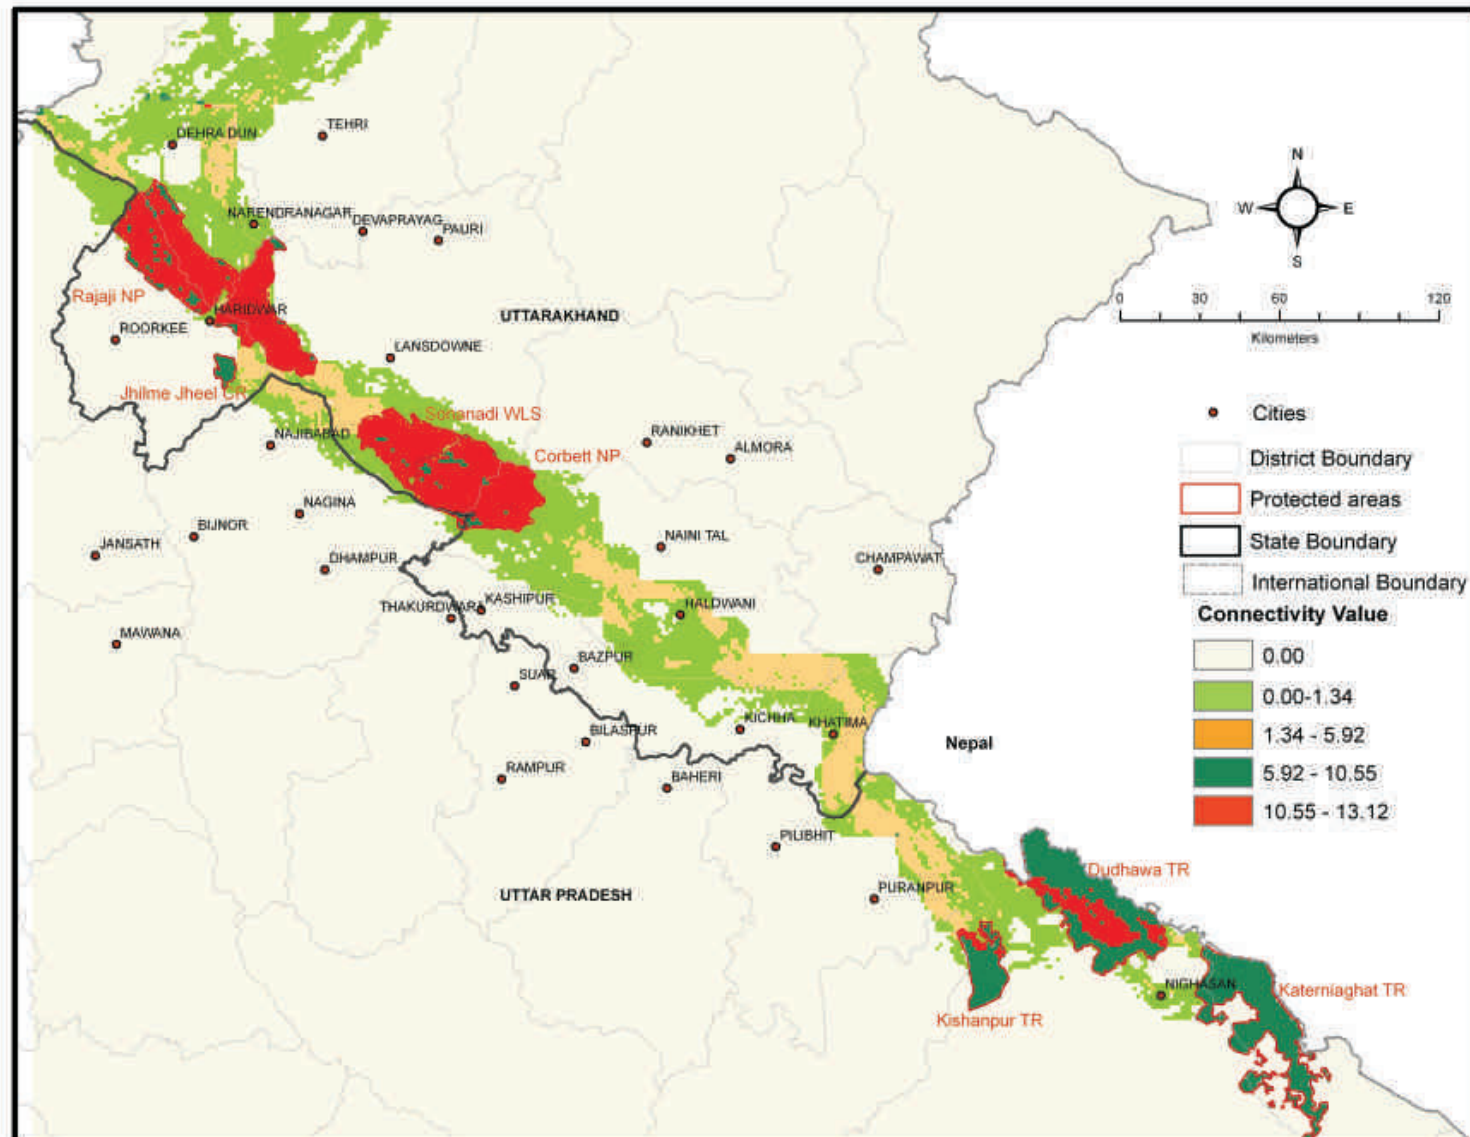 TEHRI
DEHRA DUN
N
W
E
S
NARENDRANAGAR
DEVAPRAYAG
PAURI
Rajaji NP
HARIDWAR
0
30
60
120
Kilometers
UTTARAKHAND
ROORKEE
LANSDOWNE
Jhilme Jheel CR
Sonanadi WLS
NAJIBABAD
Corbett NP
RANIKHET
ALMORA
NAGINA
BIJNOR
JANSATH
DHAMPUR
NAINI TAL
CHAMPAWAT
THAKURDWARA
KASHIPUR
HALDWANI
MAWANA
BAZPUR
SUAR
BILASPUR
KICHHA
KHATIMA
Nepal
RAMPUR
BAHERI
PILIBHIT
Dudhawa TR
UTTAR PRADESH
PURANPUR
NIGHASAN
Katerniaghat TR
Kishanpur TR
Cities
District Boundary
Protected areas
State Boundary
International Boundary
Connectivity Value
0.00
0.00-1.34
1.34 - 5.92
5.92 - 10.55
10.55 - 13.12